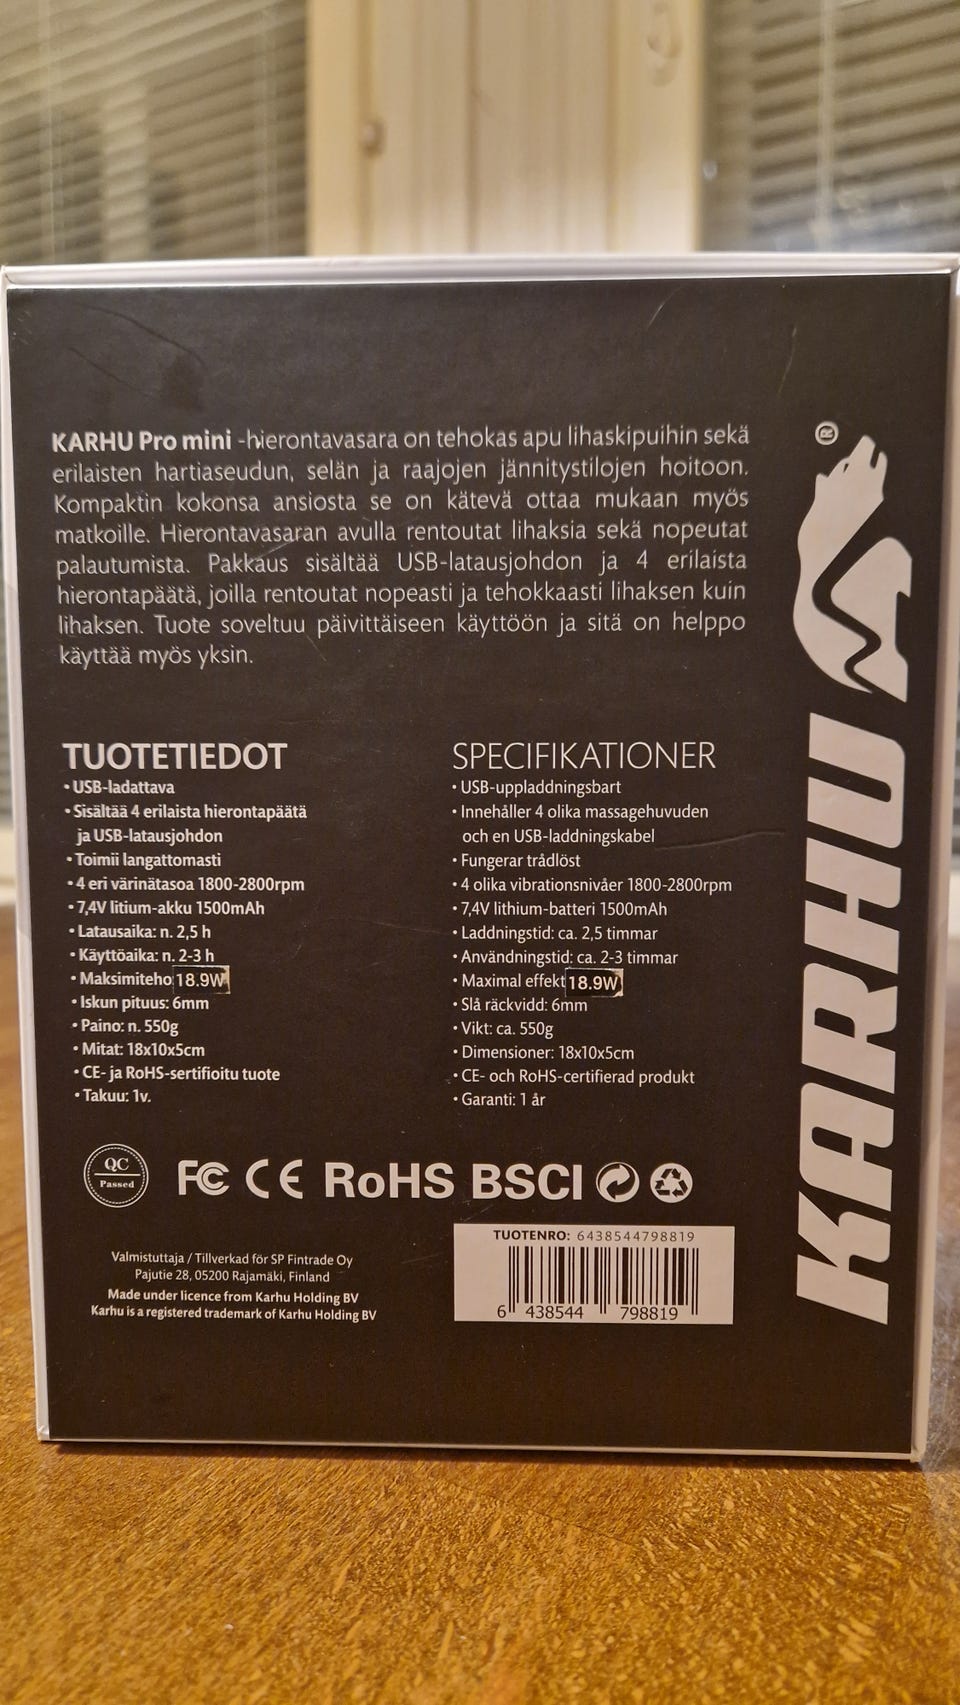 KARHU Pro mini -hierontavasara on tehokas apu lihaskipuihin sekä
erilaisten hartiaseudun, selän ja raajojen jännitystilojen hoitoon.
Kompaktin kokonsa ansiosta se on kätevä ottaa mukaan myös
matkoille. Hierontavasaran avulla rentoutat lihaksia sekä nopeutat
palautumista. Pakkaus sisältää USB-latausjohdon ja 4 erilaista
hierontapäätä, joilla rentoutat nopeasti ja tehokkaasti lihaksen kuin
lihaksen. Tuote soveltuu päivittäiseen käyttöön ja sitä on helppo
käyttää myös yksin.
TUOTETIEDOT
• USB-ladattava
• Sisältää 4 erilaista hierontapäätä
ja USB-latausjohdon
• Toimii langattomasti
• 4 eri värinätasoa 1800-2800rpm
• 7,4V litium-akku 1500mAh
• Latausaika: n. 2,5 h
• Käyttöaika: n. 2-3 h
• Maksimiteho 18.9W
• Iskun pituus: 6mm
• Paino: n. 550g
• Mitat: 18x10x5cm
• CE- ja RoHS-sertifioitu tuote
• Takuu: 1v.
SPECIFIKATIONER
• USB-uppladdningsbart
• Innehåller 4 olika massagehuvuden
och en USB-laddningskabel
• Fungerar trådlöst
• 4 olika vibrationsnivåer 1800-2800rpm
• 7,4V lithium-batteri 1500mAh
• Laddningstid: ca. 2,5 timmar
• Användningstid: ca. 2-3 timmar
• Maximal effekt 18.9W
• Slå räckvidd: 6mm
• Vikt: ca. 550g
• Dimensioner: 18x10x5cm
• CE- och RoHS-certifierad produkt
• Garanti: 1 år
KARHU
®
QC
Passed
FC CE RoHS BSCI
Valmistuttaja / Tillverkad för SP Fintrade Oy
Pajutie 28, 05200 Rajamäki, Finland
Made under licence from Karhu Holding BV
Karhu is a registered trademark of Karhu Holding BV
TUOTENRO: 6438544798819
6 438544 798819